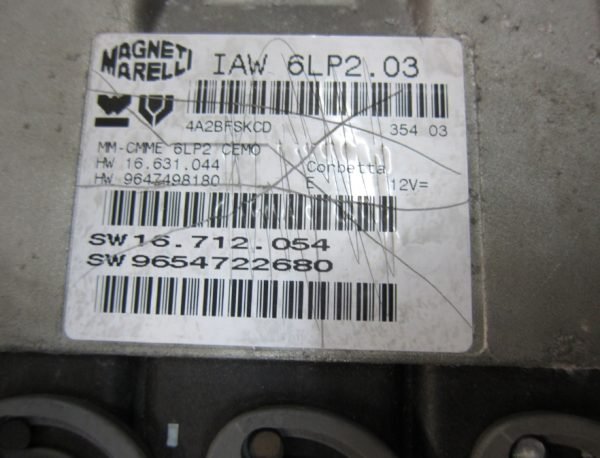 MAGNETI MARELLI
IAW 6LP2.03
4A2BFSKCD 354 03
MM-CMME 6LP2 CEMO
HW 16.631.044 Corbetta
HW 9647498180 E 12V=
SW 16.712.054
SW 9654722680